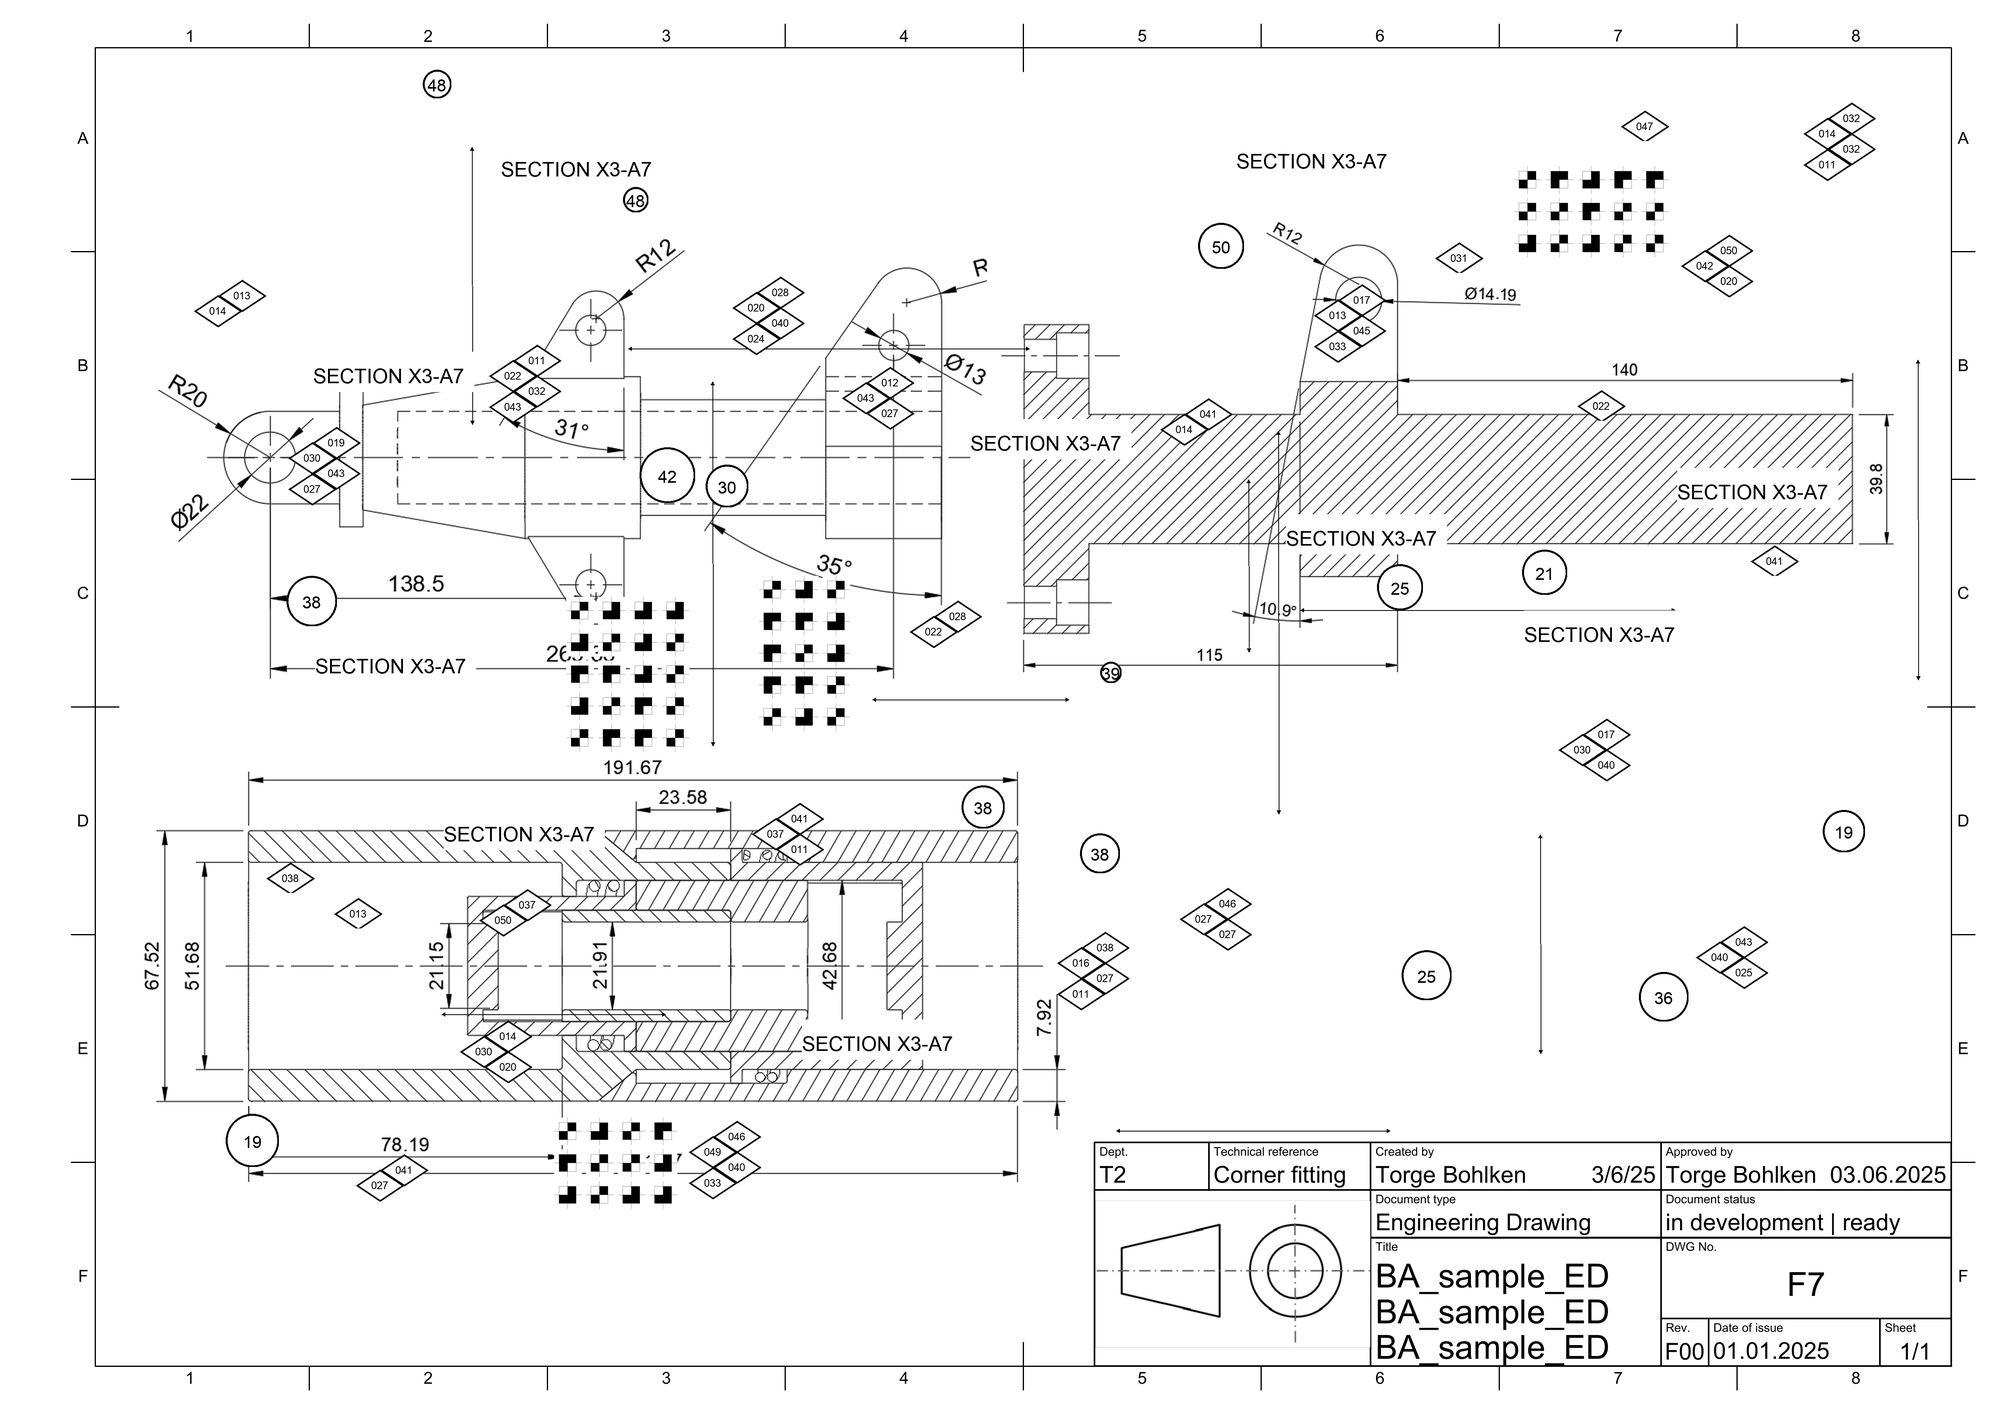 1 2 3 4 5 6 7 8
A A
B B
C C
D D
E E
F F
48
SECTION X3-A7
48
SECTION X3-A7
047
032
014
032
011
R12
R
R12
50
031
050
042
020
013
014
028
020
040
024
017
013
045
033
Ø14.19
SECTION X3-A7
R20
011
022
032
043
31°
Ø13
012
043
027
140
022
041
014
SECTION X3-A7
019
030
043
027
Ø22
42
30
39.8
SECTION X3-A7
SECTION X3-A7
35°
138.5
38
25
21
041
10.9°
028
022
SECTION X3-A7
SECTION X3-A7
115
39
017
030
040
191.67
23.58
38
041
037
011
SECTION X3-A7
38
19
038
013
037
050
046
027
027
67.52
51.68
21.15
21.91
42.68
7.92
038
016
027
011
043
040
025
25
36
SECTION X3-A7
014
030
020
19
78.19
041
027
046
049
040
033
Dept. Technical reference Created by Approved by
T2 Corner fitting Torge Bohlken 3/6/25 Torge Bohlken 03.06.2025
Document type Document status
Engineering Drawing in development | ready
Title DWG No.
BA_sample_ED
BA_sample_ED
BA_sample_ED
F7
Rev. Date of issue Sheet
F00 01.01.2025 1/1
1 2 3 4 5 6 7 8